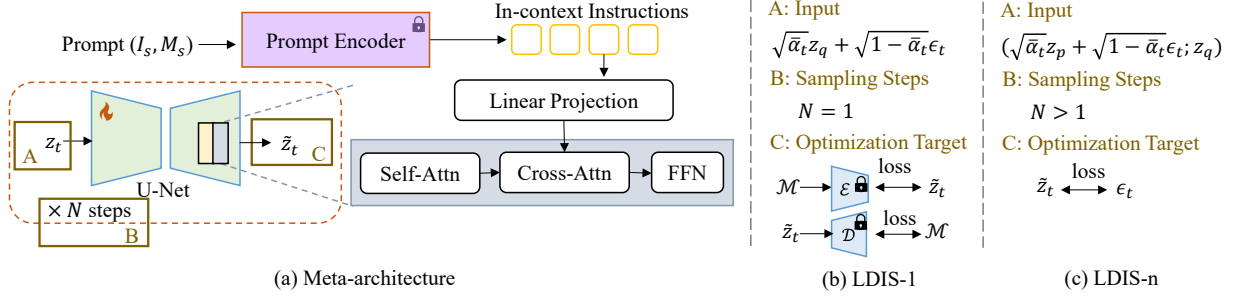 In-context Instructions
Prompt (I_s, M_s)
Prompt Encoder
Linear Projection
A
z_t
U-Net
z̃_t
C
× N steps
B
Self-Attn
Cross-Attn
FFN
(a) Meta-architecture
A: Input
√ᾱ_t z_q + √1 − ᾱ_t ϵ_t
B: Sampling Steps
N = 1
C: Optimization Target
ℳ
ℰ
loss
z̃_t
z̃_t
𝒟
loss
ℳ
(b) LDIS-1
A: Input
(√ᾱ_t z_p + √1 − ᾱ_t ϵ_t; z_q)
B: Sampling Steps
N > 1
C: Optimization Target
z̃_t
loss
ϵ_t
(c) LDIS-n